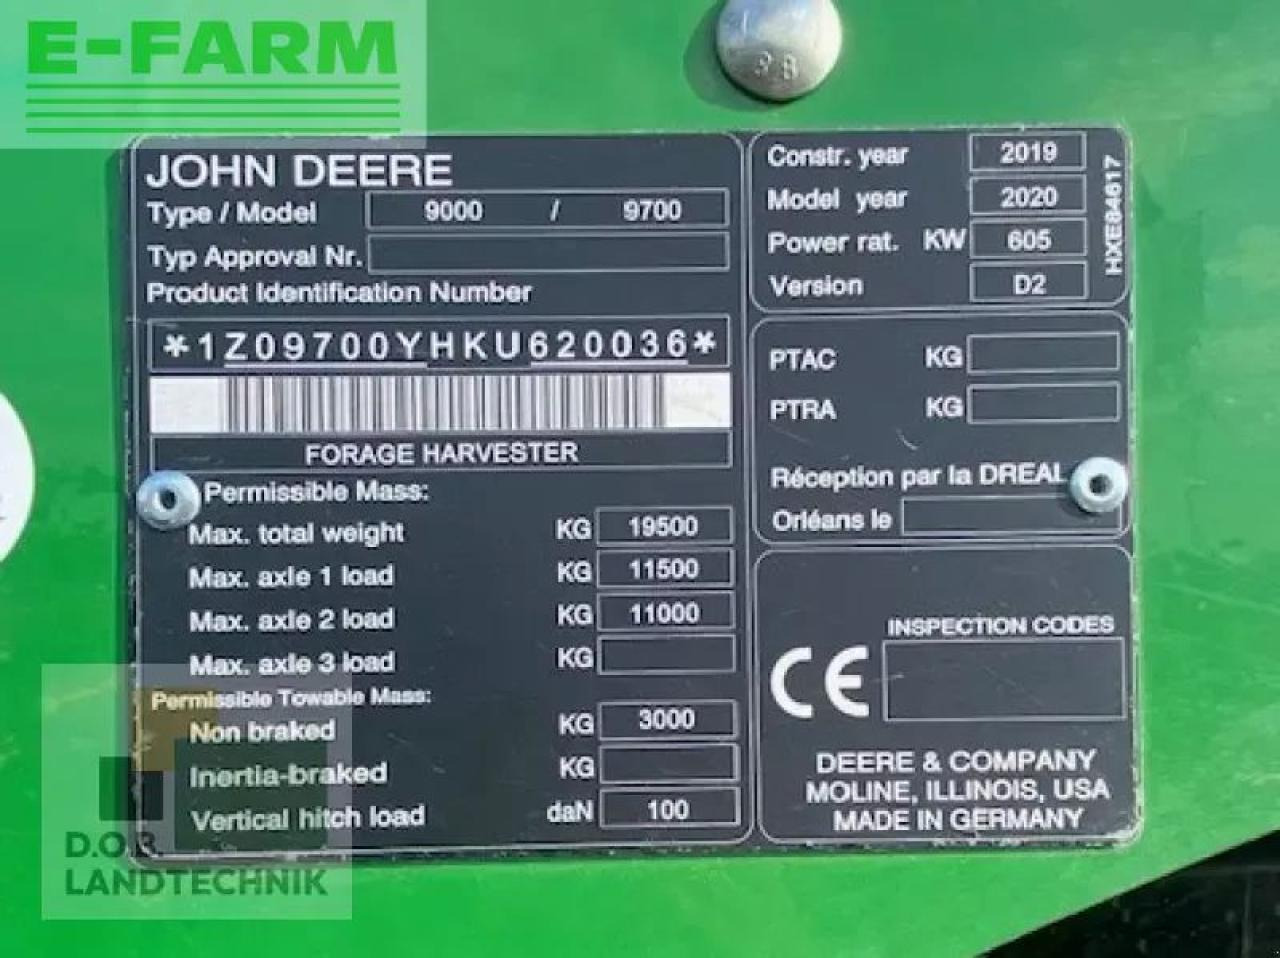 E-FARM
JOHN DEERE
Type / Model 9000 / 9700
Typ Approval Nr.
Product Identification Number
*1Z09700YHKU620036*
FORAGE HARVESTER
Permissible Mass:
Max. total weight KG 19500
Max. axle 1 load KG 11500
Max. axle 2 load KG 11000
Max. axle 3 load KG
Permissible Towable Mass:
Non braked KG 3000
Inertia-braked KG
Vertical hitch load daN 100
Constr. year 2019
Model year 2020
Power rat. KW 605
Version D2
HXE84617
PTAC KG
PTRA KG
Réception par la DREAL
Orléans le
INSPECTION CODES
CE
DEERE & COMPANY
MOLINE, ILLINOIS, USA
MADE IN GERMANY
D.O.B.
LANDTECHNIK